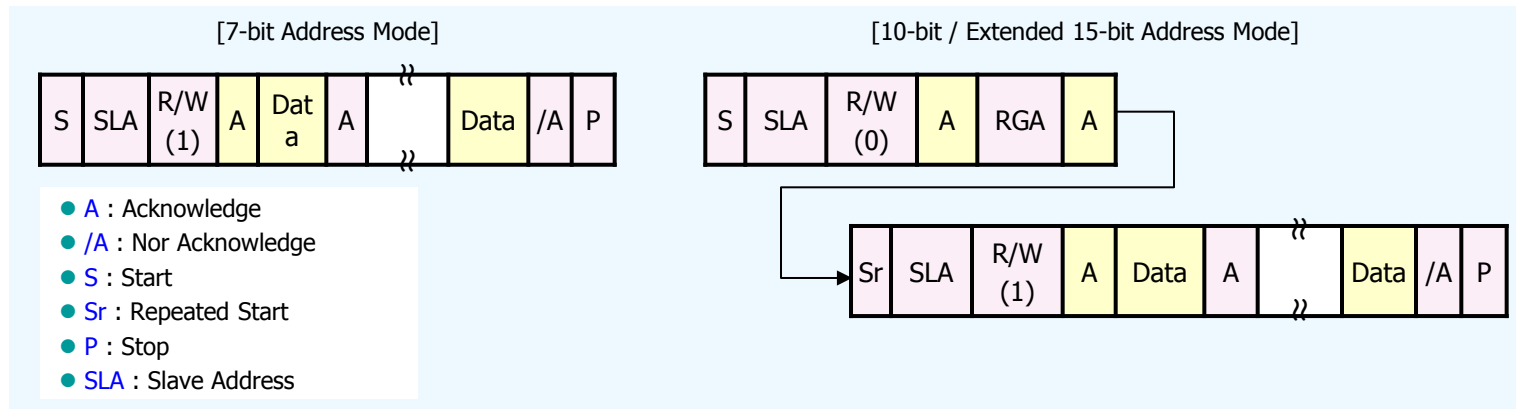 [7-bit Address Mode]
[10-bit / Extended 15-bit Address Mode]
S SLA R/W (1) A Dat a A Data /A P
S SLA R/W (0) A RGA A
● A : Acknowledge
● /A : Nor Acknowledge
● S : Start
● Sr : Repeated Start
● P : Stop
● SLA : Slave Address
Sr SLA R/W (1) A Data A Data /A P